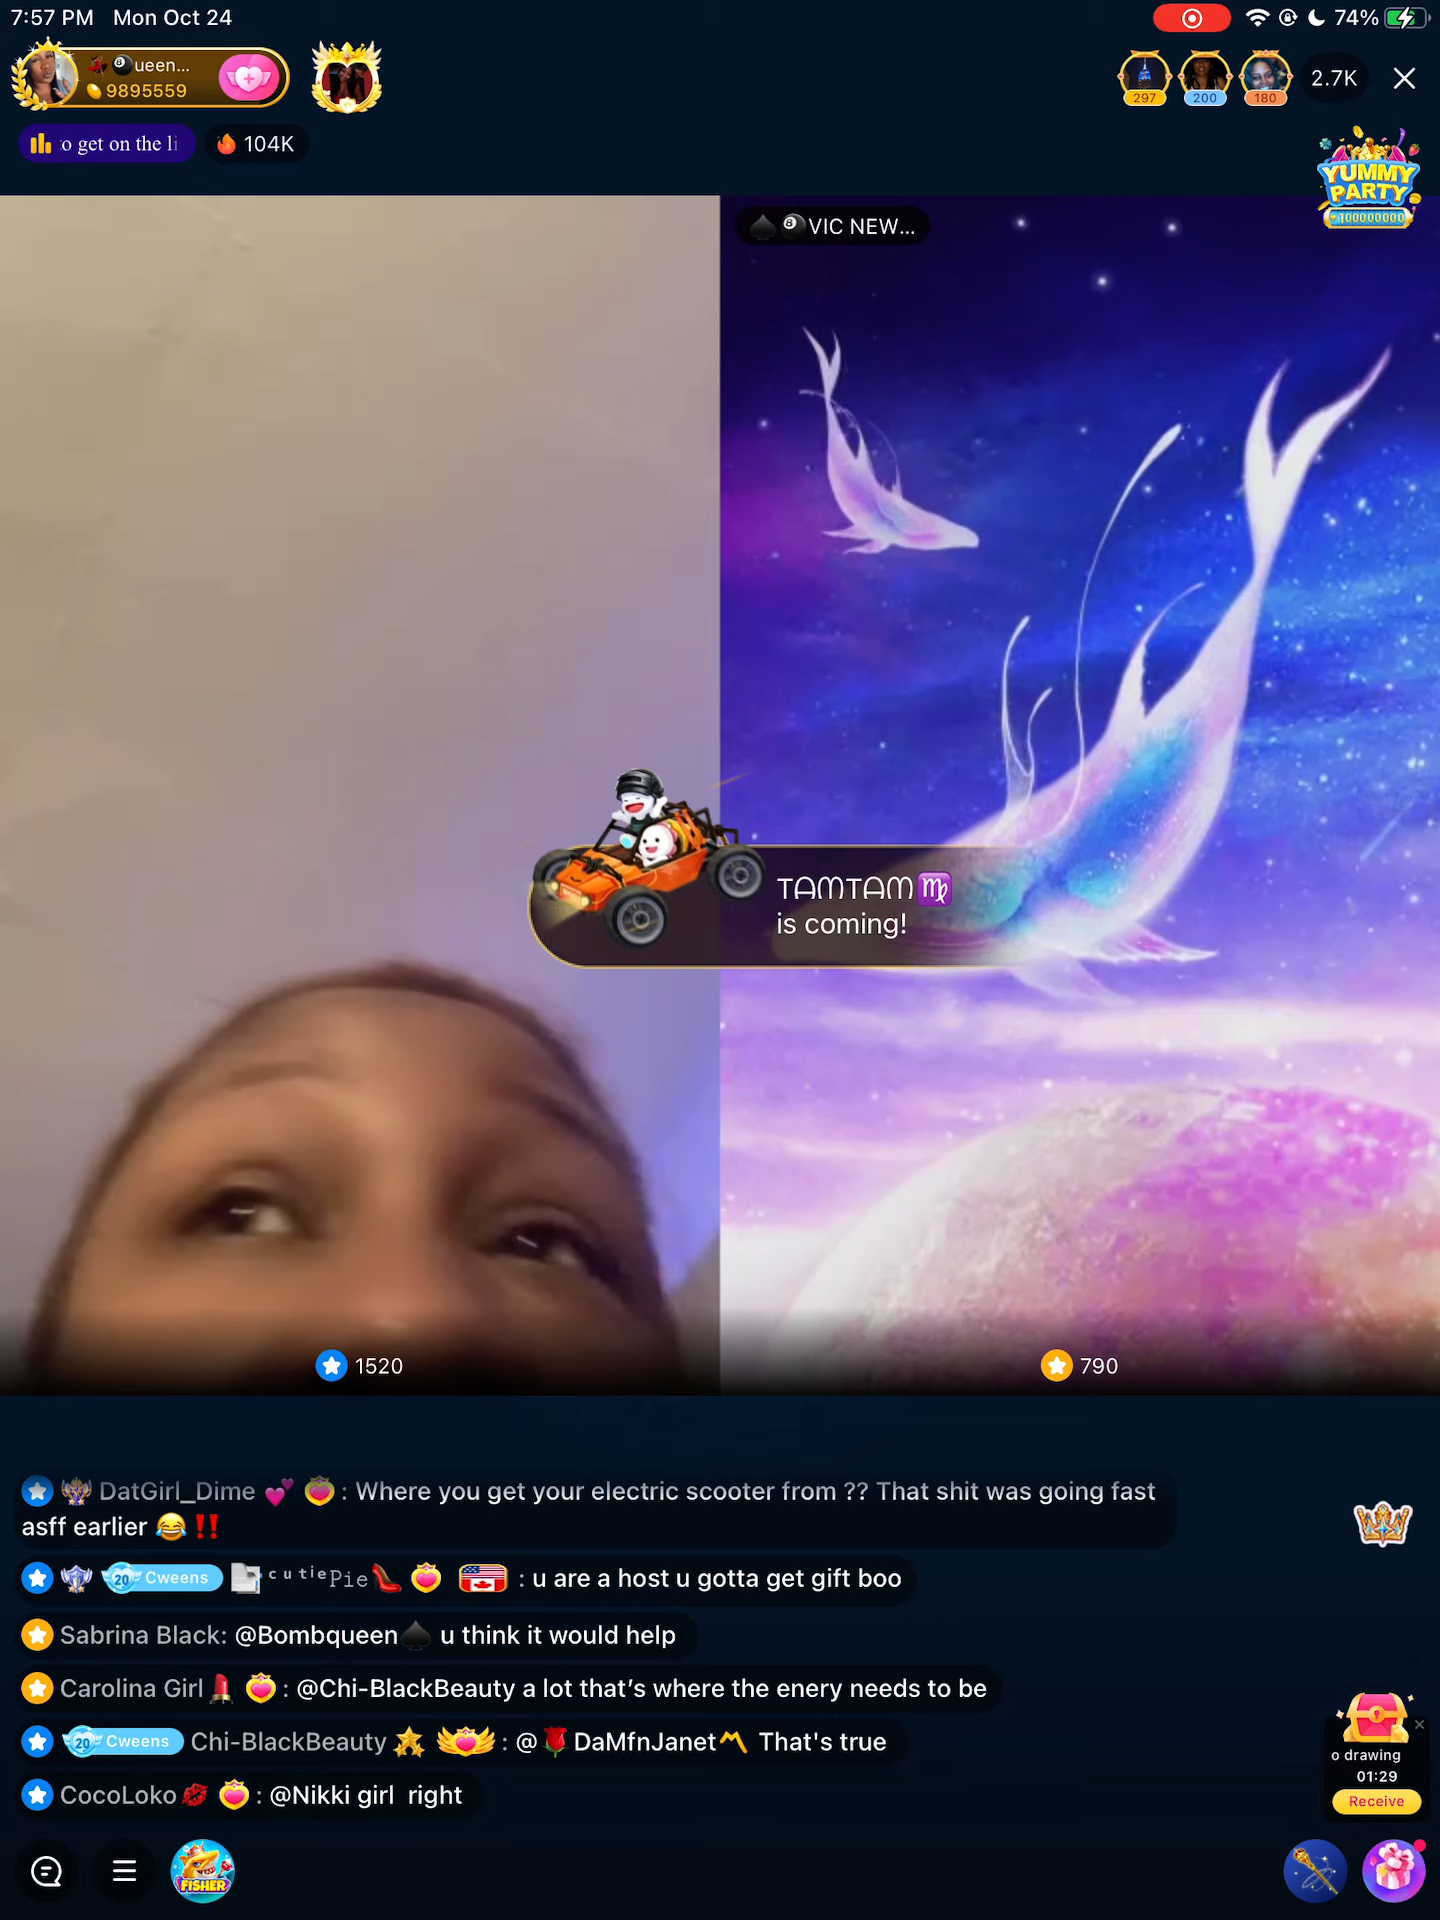 7:57 PM Mon Oct 24
74%
ueen...
9895559
297
200
180
2.7K
o get on the li
104K
YUMMY
PARTY
100000000
VIC NEW...
TAMTAM♍
is coming!
1520
790
DatGirl_Dime 💕 : Where you get your electric scooter from ?? That shit was going fast
asff earlier 😂 ‼️
20 Cweens ᶜᵘᵗⁱᵉPie👠 : u are a host u gotta get gift boo
Sabrina Black: @Bombqueen♠️ u think it would help
Carolina Girl💄 : @Chi-BlackBeauty a lot that’s where the enery needs to be
20 Cweens Chi-BlackBeauty : @🌹DaMfnJanet〽️ That's true
CocoLoko💋 : @Nikki girl  right
o drawing
01:29
Receive
FISHER